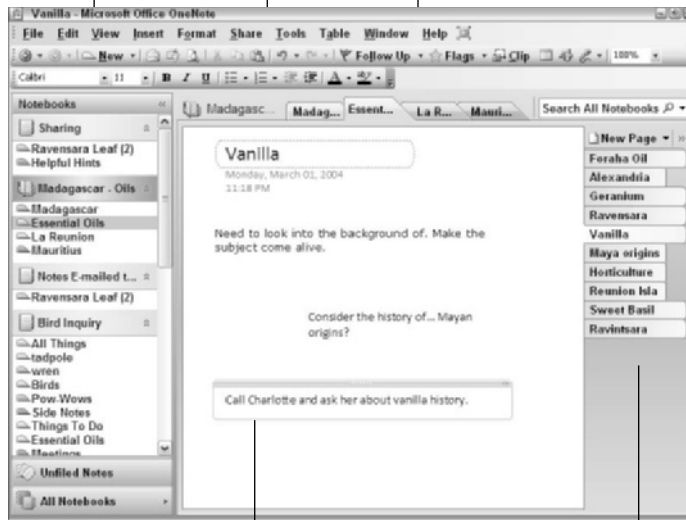 Vanilla - Microsoft Office OneNote
File Edit View Insert Format Share Tools Table Window Help
New Follow Up Flags Clip 100%
Calibri 11 B I U A
Notebooks
Sharing
Ravensara Leaf (2)
Helpful Hints
Madagascar - Oils
Madagascar
Essential Oils
La Reunion
Mauritius
Notes E-mailed t...
Ravensara Leaf (2)
Bird Inquiry
All Things
tadpole
wren
Birds
Pow-Wows
Side Notes
Things To Do
Essential Oils
Meetings
Unfiled Notes
All Notebooks
Madagasc... Madag... Essent... La R... Mauri... Search All Notebooks
Vanilla
Monday, March 01, 2004
11:18 PM
Need to look into the background of. Make the
subject come alive.
Consider the history of... Mayan
origins?
Call Charlotte and ask her about vanilla history.
New Page
Foraha Oil
Alexandria
Geranium
Ravensara
Vanilla
Maya origins
Horticulture
Reunion Isla
Sweet Basil
Ravintsara